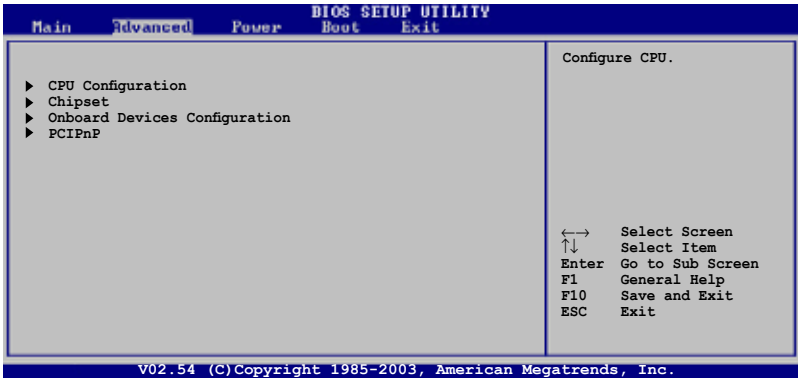 BIOS SETUP UTILITY
Main Advanced Power Boot Exit
CPU Configuration
Chipset
Onboard Devices Configuration
PCIPnP
Configure CPU.
←→ Select Screen
↑↓ Select Item
Enter Go to Sub Screen
F1 General Help
F10 Save and Exit
ESC Exit
V02.54 (C)Copyright 1985-2003, American Megatrends, Inc.